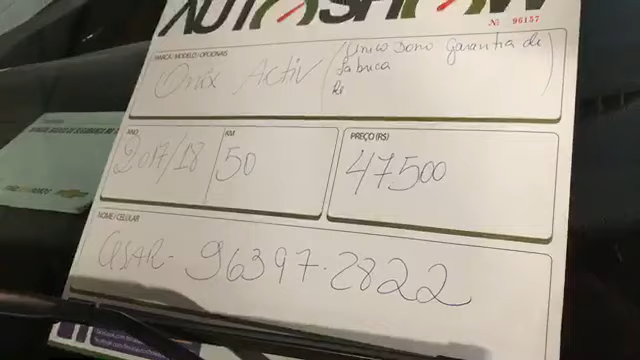 AUTOSHOW
Nº 96157
MARCA / MODELO / OPCIONAIS
Onix Activ (Unico Dono Garantia de
fabrica
Re )
ANO
2017/18
KM
50
PREÇO (R$)
47500
NOME / CELULAR
CESAR - 96397-2822